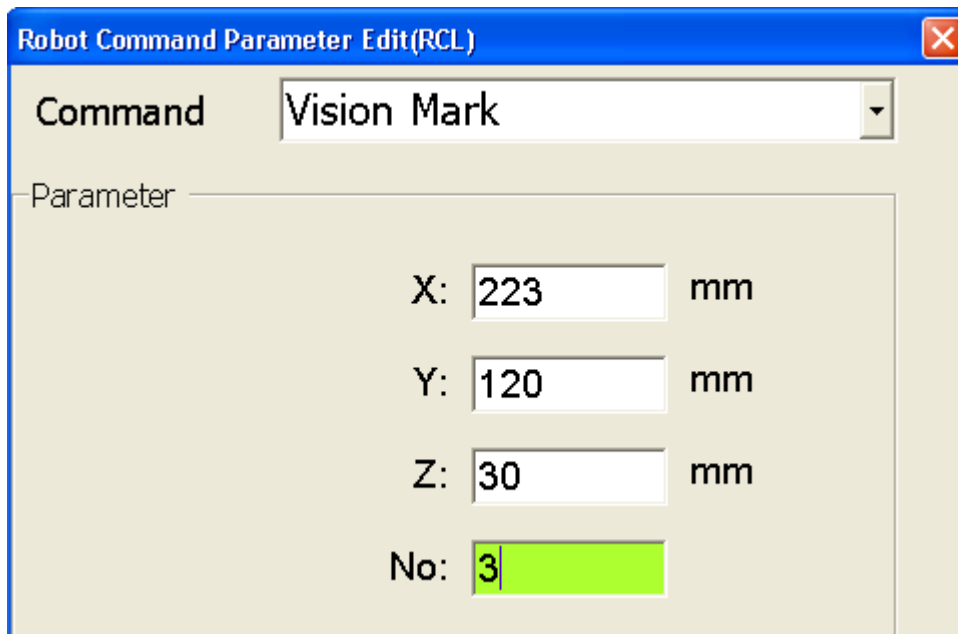 Robot Command Parameter Edit(RCL)
Command Vision Mark
Parameter
X: 223 mm
Y: 120 mm
Z: 30 mm
No: 3